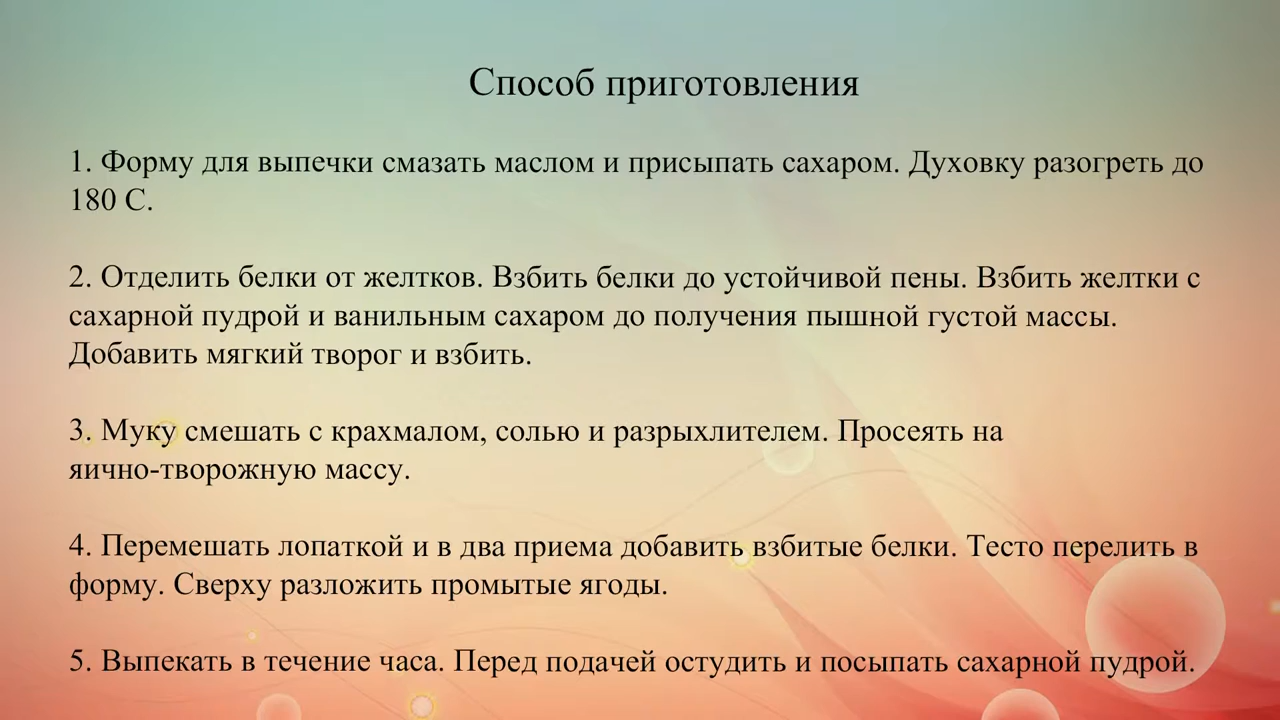 Способ приготовления
1. Форму для выпечки смазать маслом и присыпать сахаром. Духовку разогреть до
180 С.
2. Отделить белки от желтков. Взбить белки до устойчивой пены. Взбить желтки с
сахарной пудрой и ванильным сахаром до получения пышной густой массы.
Добавить мягкий творог и взбить.
3. Муку смешать с крахмалом, солью и разрыхлителем. Просеять на
яично-творожную массу.
4. Перемешать лопаткой и в два приема добавить взбитые белки. Тесто перелить в
форму. Сверху разложить промытые ягоды.
5. Выпекать в течение часа. Перед подачей остудить и посыпать сахарной пудрой.